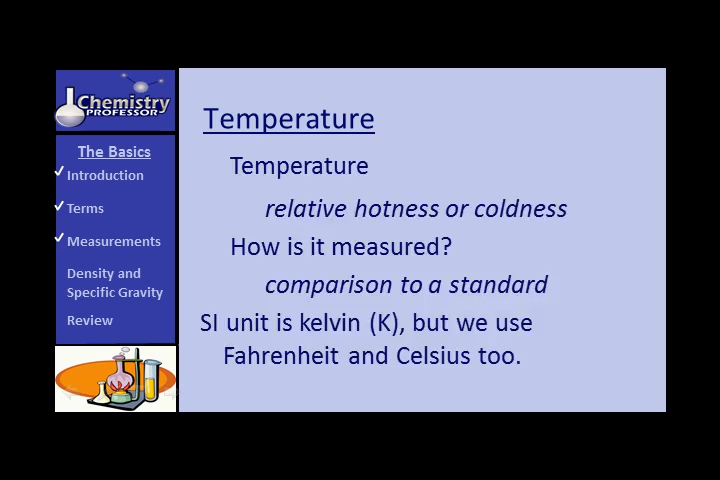 Chemistry
PROFESSOR
The Basics
Introduction
Terms
Measurements
Density and
Specific Gravity
Review
Temperature
Temperature
relative hotness or coldness
How is it measured?
comparison to a standard
SI unit is kelvin (K), but we use
Fahrenheit and Celsius too.